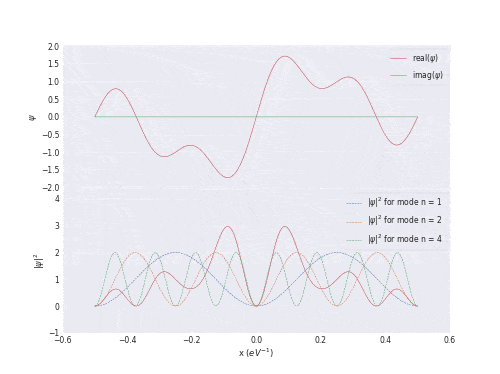 2.0
1.5
1.0
0.5
0.0
−0.5
−1.0
−1.5
−2.0
ψ
real(ψ)
imag(ψ)
4
3
2
1
0
−1
|ψ|²
|ψ|² for mode n = 1
|ψ|² for mode n = 2
|ψ|² for mode n = 4
−0.6 −0.4 −0.2 0.0 0.2 0.4 0.6
x (eV⁻¹)